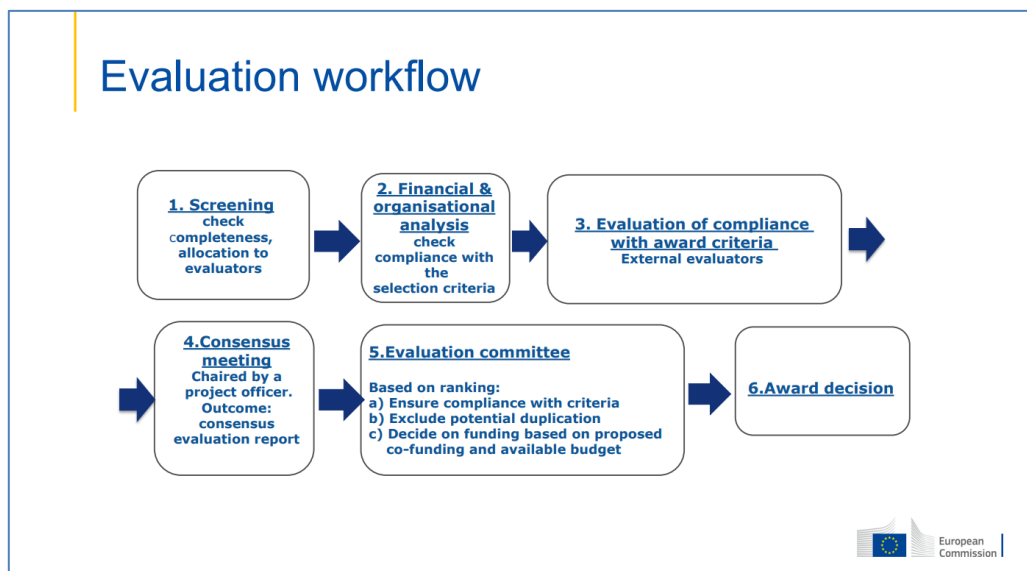 Evaluation workflow
1. Screening
check
completeness,
allocation to
evaluators
2. Financial &
organisational
analysis
check
compliance with
the
selection criteria
3. Evaluation of compliance
with award criteria
External evaluators
4.Consensus
meeting
Chaired by a
project officer.
Outcome:
consensus
evaluation report
5.Evaluation committee
Based on ranking:
a) Ensure compliance with criteria
b) Exclude potential duplication
c) Decide on funding based on proposed
co-funding and available budget
6.Award decision
European
Commission